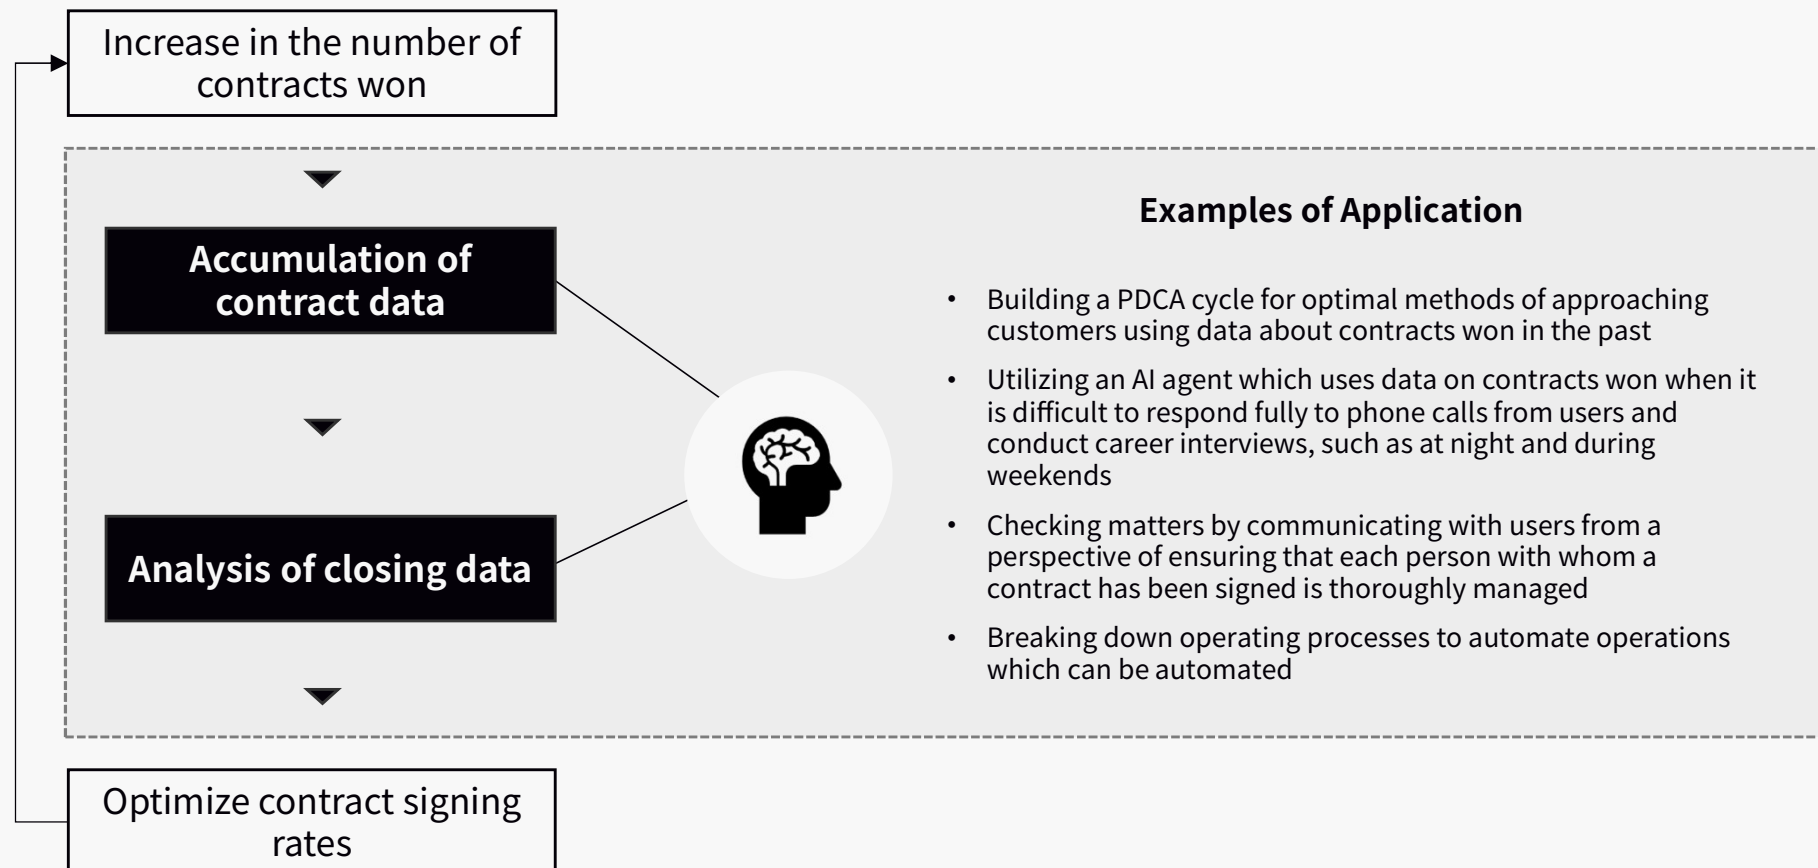 Increase in the number of
contracts won
Accumulation of
contract data
Analysis of closing data
Optimize contract signing
rates
Examples of Application
• Building a PDCA cycle for optimal methods of approaching
customers using data about contracts won in the past
• Utilizing an AI agent which uses data on contracts won when it
is difficult to respond fully to phone calls from users and
conduct career interviews, such as at night and during
weekends
• Checking matters by communicating with users from a
perspective of ensuring that each person with whom a
contract has been signed is thoroughly managed
• Breaking down operating processes to automate operations
which can be automated